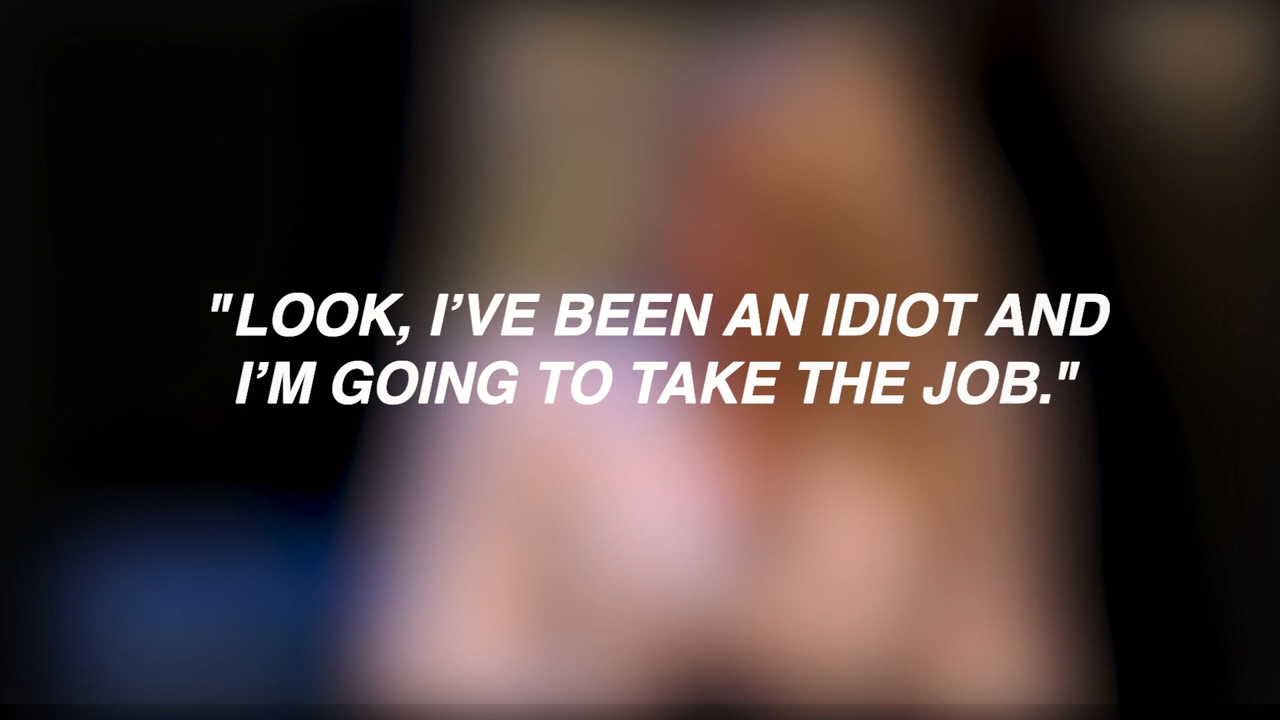 "LOOK, I’VE BEEN AN IDIOT AND
I’M GOING TO TAKE THE JOB."